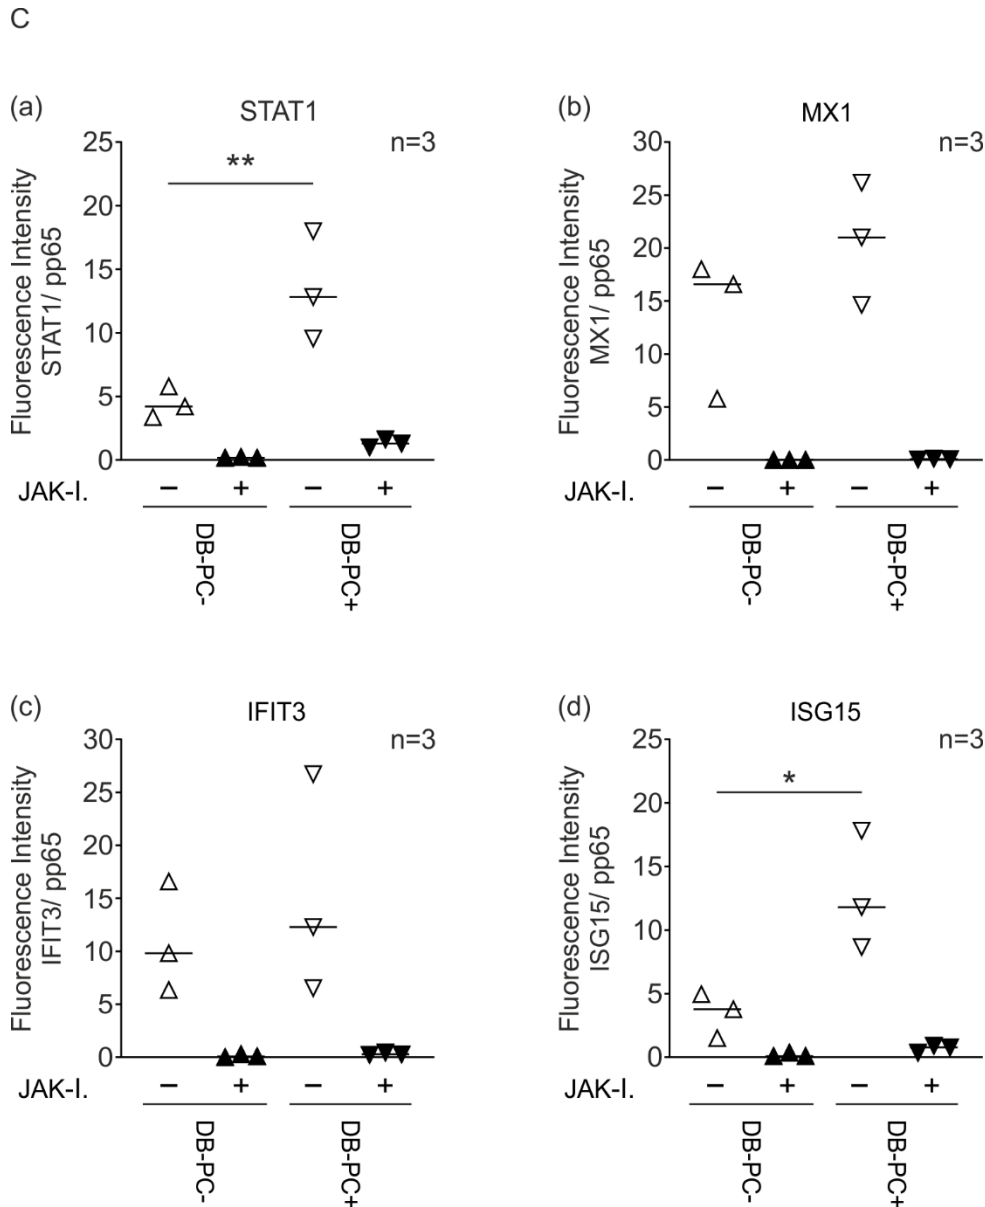 C
(a)
STAT1
n=3
Fluorescence Intensity
STAT1/ pp65
25
20
15
10
5
0
**
JAK-I.
− + − +
DB-PC-
DB-PC+
(b)
MX1
n=3
Fluorescence Intensity
MX1/ pp65
30
25
20
15
10
5
0
JAK-I.
− + − +
DB-PC-
DB-PC+
(c)
IFIT3
n=3
Fluorescence Intensity
IFIT3/ pp65
30
25
20
15
10
5
0
JAK-I.
− + − +
DB-PC-
DB-PC+
(d)
ISG15
n=3
Fluorescence Intensity
ISG15/ pp65
25
20
15
10
5
0
*
JAK-I.
− + − +
DB-PC-
DB-PC+